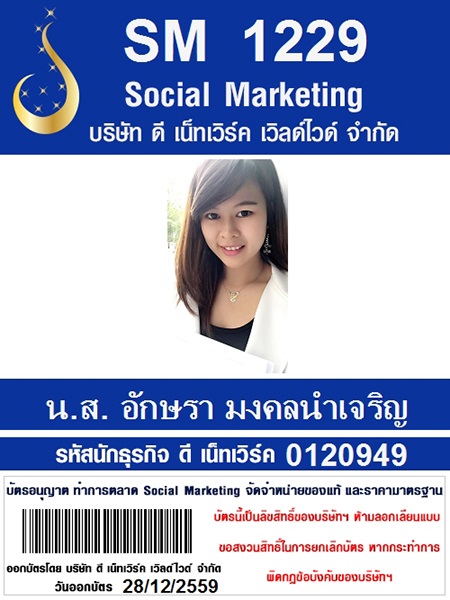 SM 1229
Social Marketing
บริษัท ดี เน็ทเวิร์ค เวิลด์ไวด์ จำกัด
น.ส. อักษรา มงคลนำเจริญ
รหัสนักธุรกิจ ดี เน็ทเวิร์ค 0120949
บัตรอนุญาต ทำการตลาด Social Marketing จัดจำหน่ายของแท้ และราคามาตรฐาน
บัตรนี้เป็นลิขสิทธิ์ของบริษัทฯ ห้ามลอกเลียนแบบ
ขอสงวนสิทธิ์ในการยกเลิกบัตร หากกระทำการ
ผิดกฎข้อบังคับของบริษัทฯ
ออกบัตรโดย บริษัท ดี เน็ทเวิร์ค เวิลด์ไวด์ จำกัด
วันออกบัตร 28/12/2559